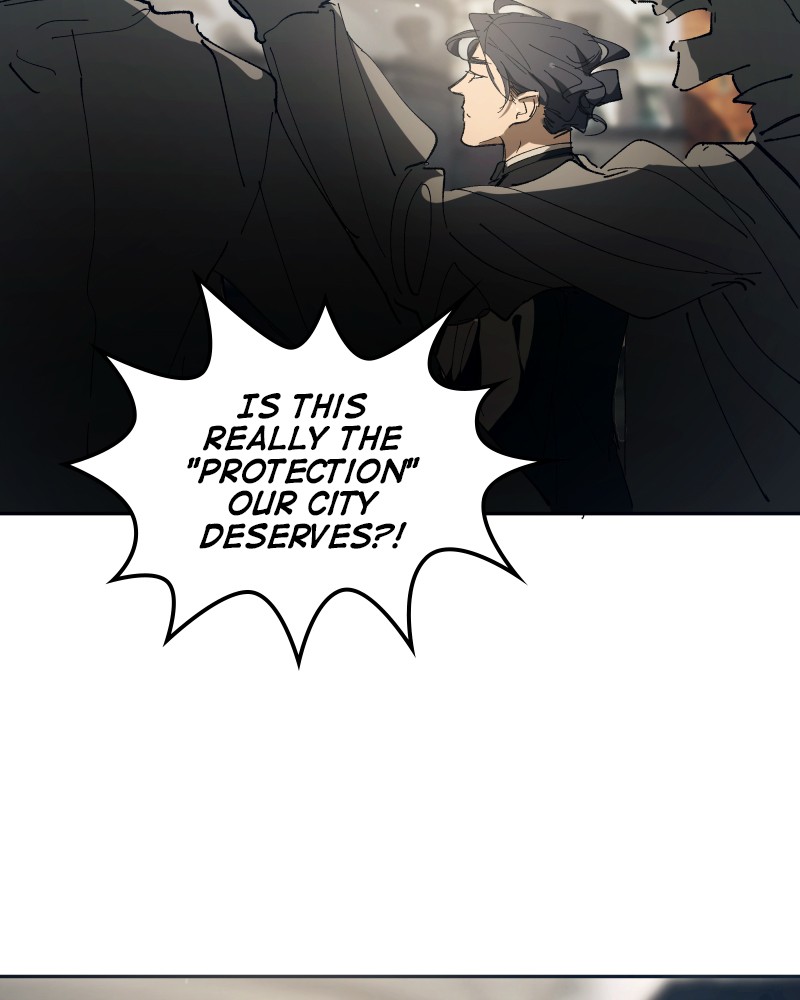 IS THIS
REALLY THE
"PROTECTION"
OUR CITY
DESERVES?!